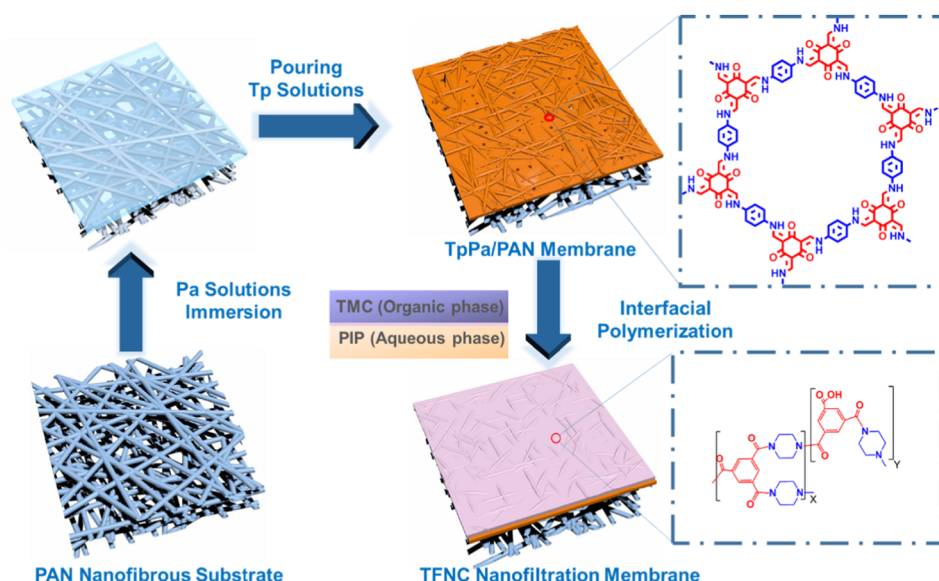 Pouring
Tp Solutions
TpPa/PAN Membrane
Pa Solutions
Immersion
TMC (Organic phase)
PIP (Aqueous phase)
Interfacial
Polymerization
PAN Nanofibrous Substrate
TFNC Nanofiltration Membrane